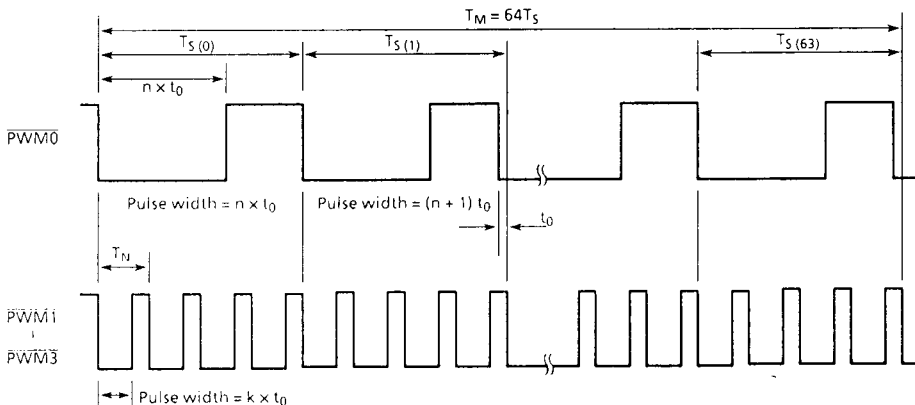 T_M = 64T_S
T_S (0)
T_S (1)
T_S (63)
n × t_0
PWM0
Pulse width = n × t_0
Pulse width = (n + 1) t_0
t_0
T_N
PWM1
PWM3
Pulse width = k × t_0